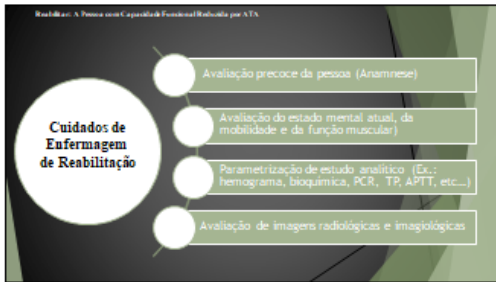 Reabilitar: A Pessoa com Capacidade Funcional Reduzida por ATA
Cuidados de
Enfermagem
de Reabilitação
Avaliação precoce da pessoa (Anamnese)
Avaliação do estado mental atual, da
mobilidade e da função muscular)
Parametrização de estudo analítico (Ex.:
hemograma, bioquímica, PCR, TP, APTT, etc…)
Avaliação de imagens radiológicas e imagiológicas